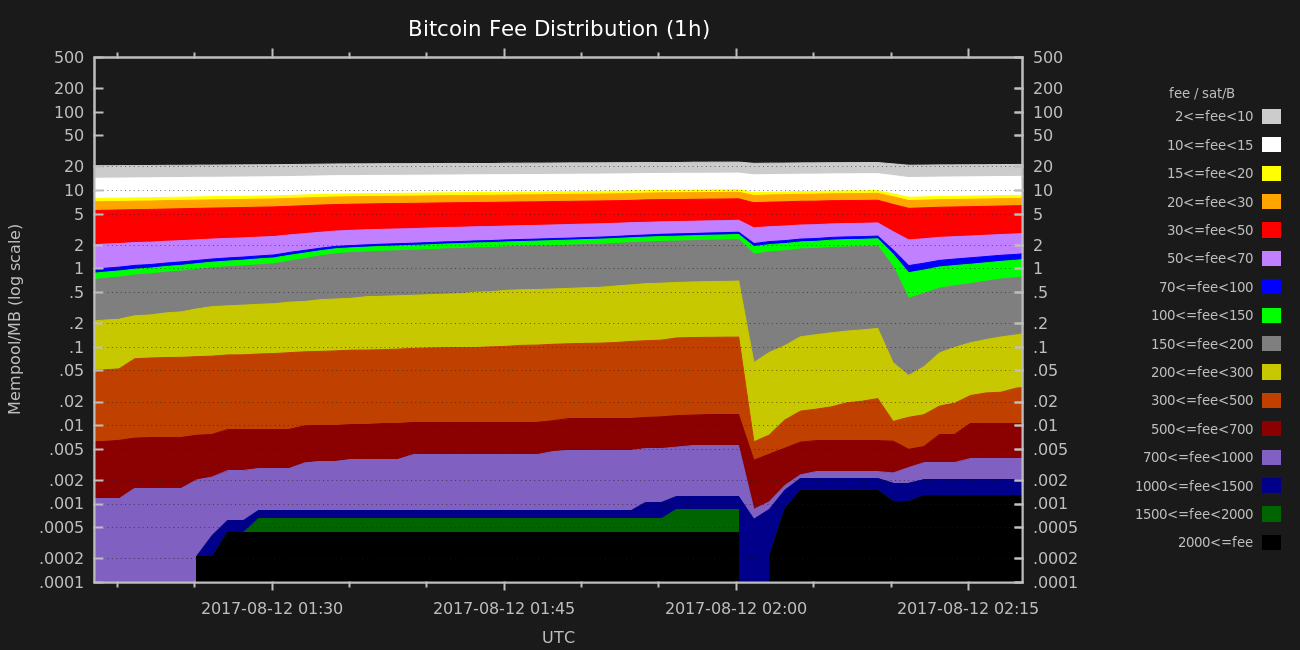 Bitcoin Fee Distribution (1h)
500
200
100
50
20
10
5
2
1
.5
.2
.1
.05
.02
.01
.005
.002
.001
.0005
.0002
.0001
Mempool/MB (log scale)
500
200
100
50
20
10
5
2
1
.5
.2
.1
.05
.02
.01
.005
.002
.001
.0005
.0002
.0001
2017-08-12 01:30
2017-08-12 01:45
2017-08-12 02:00
2017-08-12 02:15
UTC
fee / sat/B
2<=fee<10
10<=fee<15
15<=fee<20
20<=fee<30
30<=fee<50
50<=fee<70
70<=fee<100
100<=fee<150
150<=fee<200
200<=fee<300
300<=fee<500
500<=fee<700
700<=fee<1000
1000<=fee<1500
1500<=fee<2000
2000<=fee